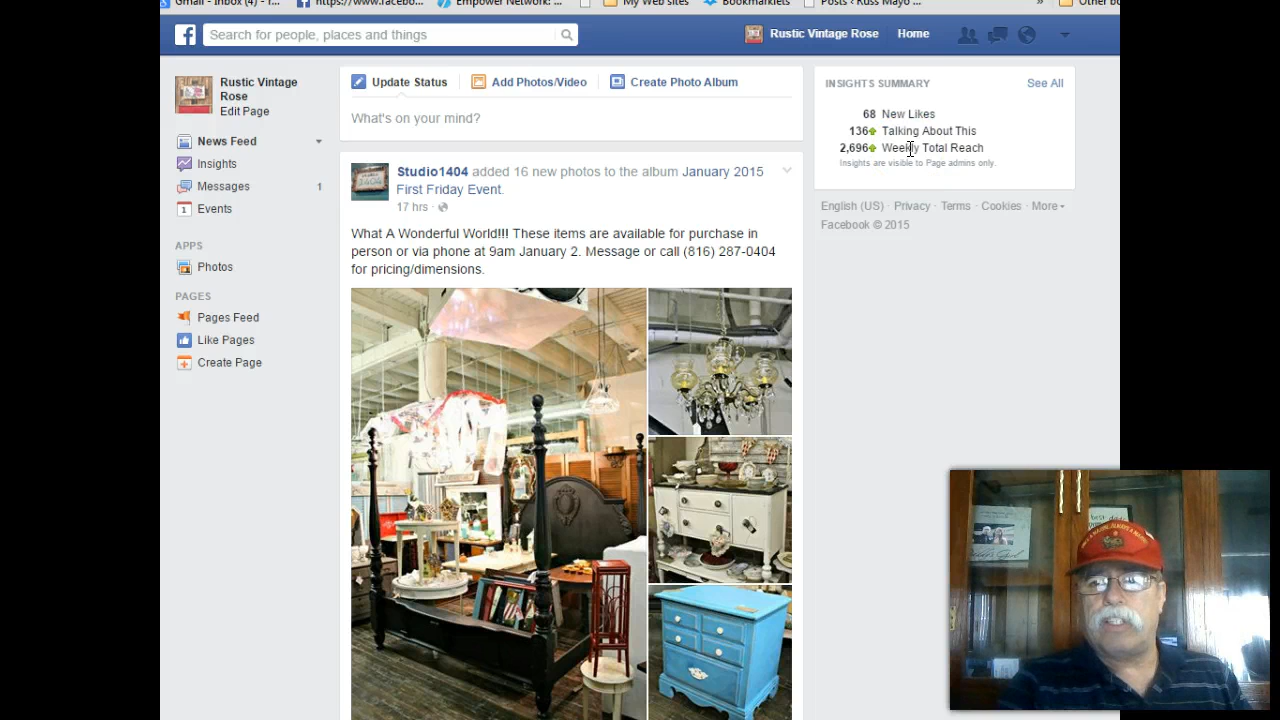 Gmail - Inbox (4) - r...
https://www.facebo...
Empower Network: ...
My Web sites
Bookmarklets
Posts ‹ Russ Mayo ...
»
Other bo
Search for people, places and things
Rustic Vintage Rose
Home
Rustic Vintage
Rose
Edit Page
News Feed
Insights
Messages 1
Events
APPS
Photos
PAGES
Pages Feed
Like Pages
Create Page
Update Status
Add Photos/Video
Create Photo Album
What's on your mind?
Studio1404 added 16 new photos to the album January 2015
First Friday Event.
17 hrs ·
What A Wonderful World!!! These items are available for purchase in
person or via phone at 9am January 2. Message or call (816) 287-0404
for pricing/dimensions.
INSIGHTS SUMMARY
See All
68 New Likes
136 Talking About This
2,696 Weekly Total Reach
Insights are visible to Page admins only.
English (US) · Privacy · Terms · Cookies · More
Facebook © 2015